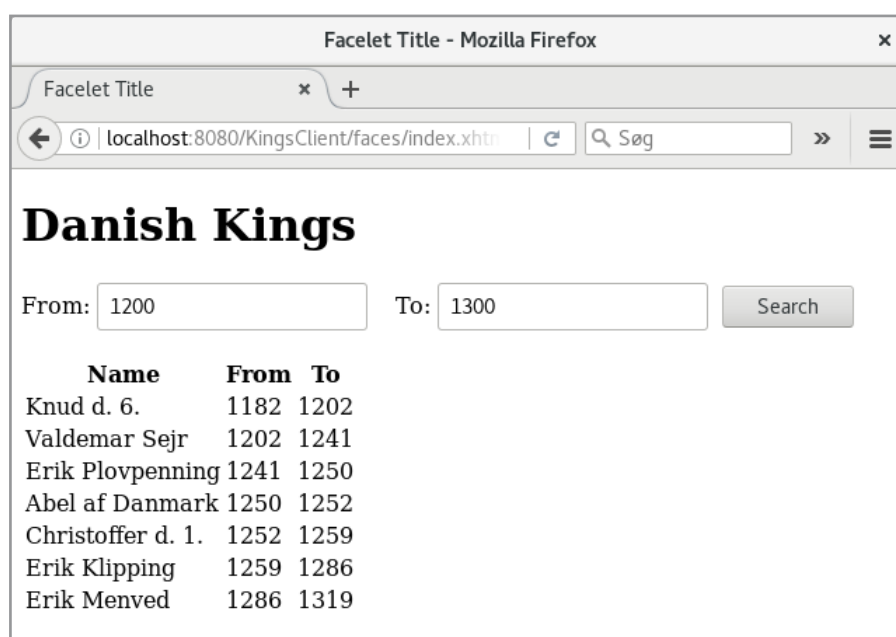 Facelet Title - Mozilla Firefox ×
Facelet Title × +
localhost:8080/KingsClient/faces/index.xhtm Søg »
Danish Kings
From: 1200 To: 1300 Search
Name From To
Knud d. 6. 1182 1202
Valdemar Sejr 1202 1241
Erik Plovpenning 1241 1250
Abel af Danmark 1250 1252
Christoffer d. 1. 1252 1259
Erik Klipping 1259 1286
Erik Menved 1286 1319